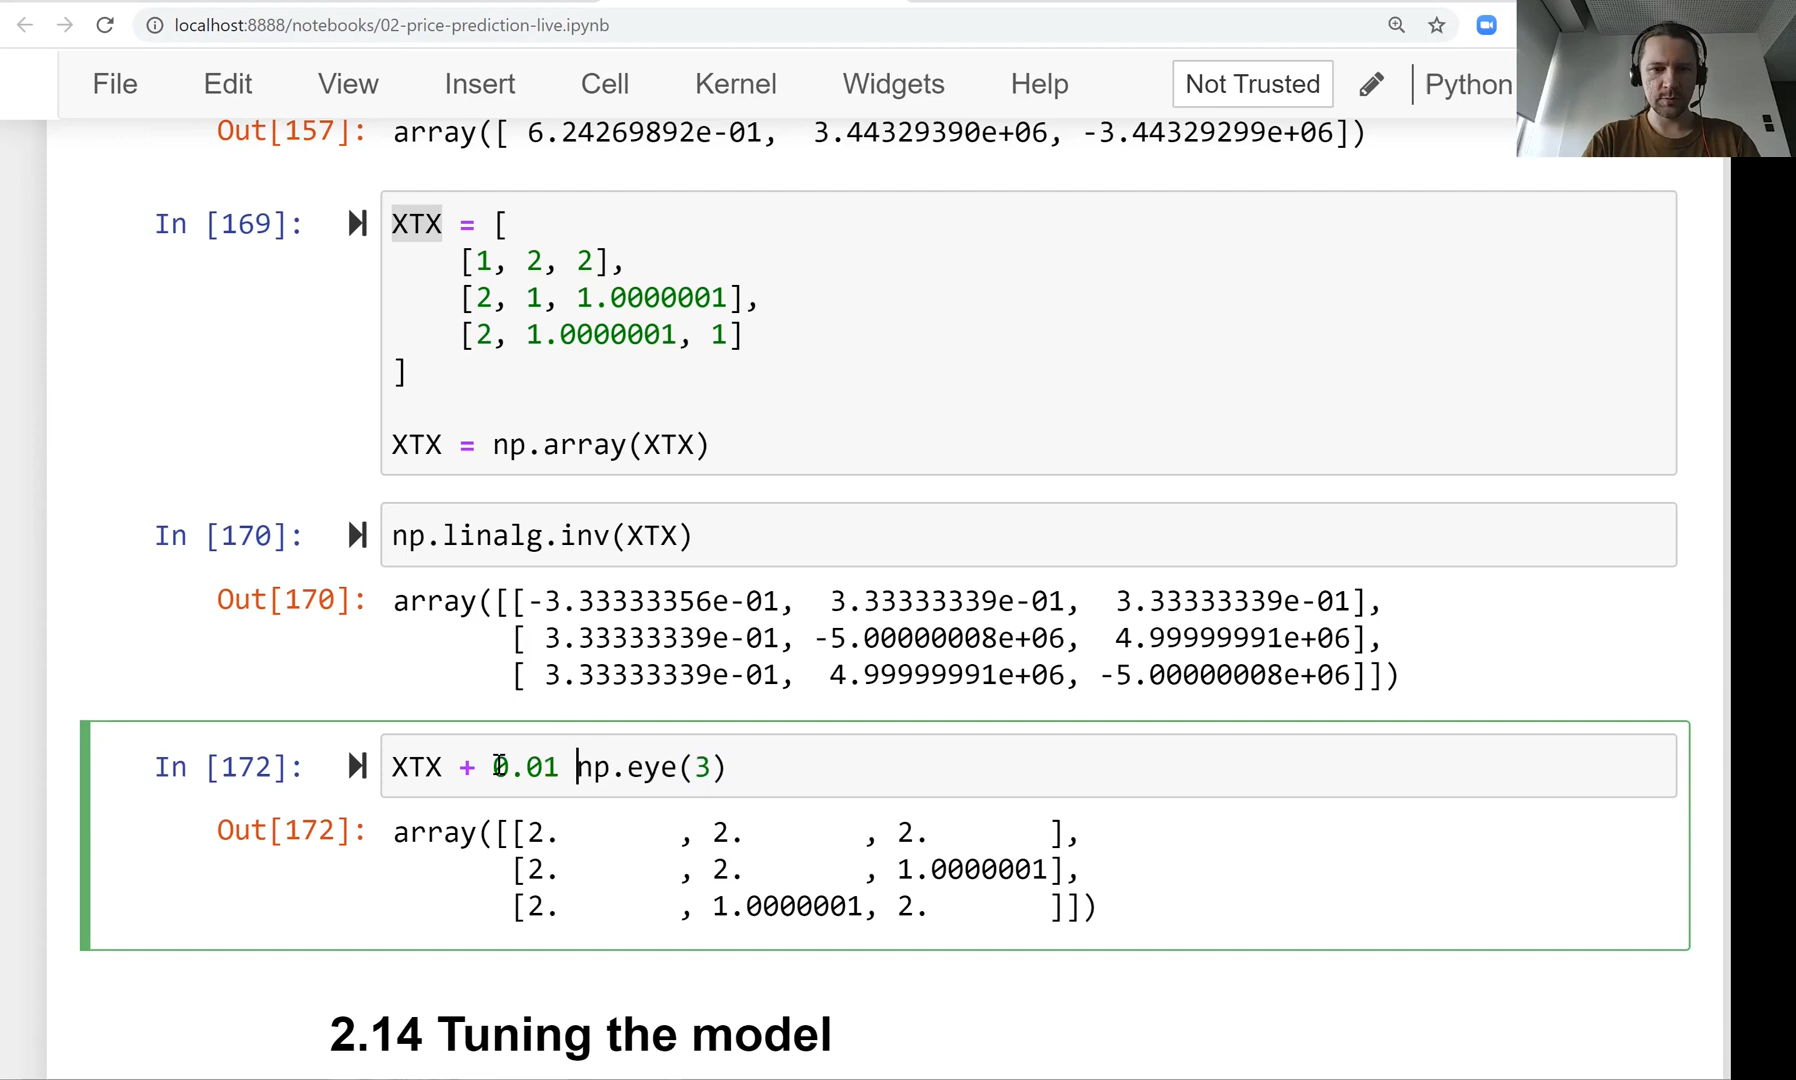 localhost:8888/notebooks/02-price-prediction-live.ipynb
File Edit View Insert Cell Kernel Widgets Help Not Trusted Python
Out[157]: array([ 6.24269892e-01, 3.44329390e+06, -3.44329299e+06])
In [169]: XTX = [
[1, 2, 2],
[2, 1, 1.0000001],
[2, 1.0000001, 1]
]
XTX = np.array(XTX)
In [170]: np.linalg.inv(XTX)
Out[170]: array([[-3.33333356e-01, 3.33333339e-01, 3.33333339e-01],
[ 3.33333339e-01, -5.00000008e+06, 4.99999991e+06],
[ 3.33333339e-01, 4.99999991e+06, -5.00000008e+06]])
In [172]: XTX + 0.01 np.eye(3)
Out[172]: array([[2. , 2. , 2. ],
[2. , 2. , 1.0000001],
[2. , 1.0000001, 2. ]])
2.14 Tuning the model